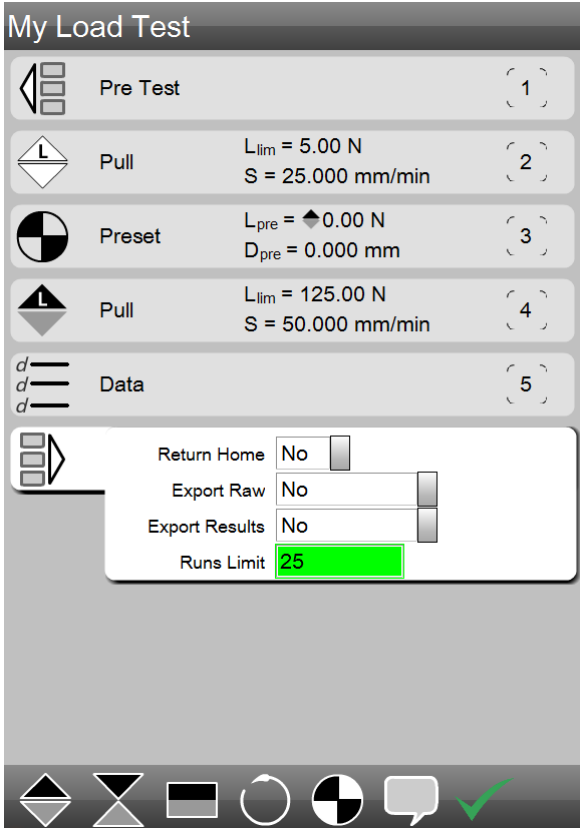 My Load Test
Pre Test 1
L
Pull Llim = 5.00 N 2
S = 25.000 mm/min
Preset Lpre = 0.00 N 3
Dpre = 0.000 mm
L
Pull Llim = 125.00 N 4
S = 50.000 mm/min
d
d
d
Data 5
Return Home No
Export Raw No
Export Results No
Runs Limit 25